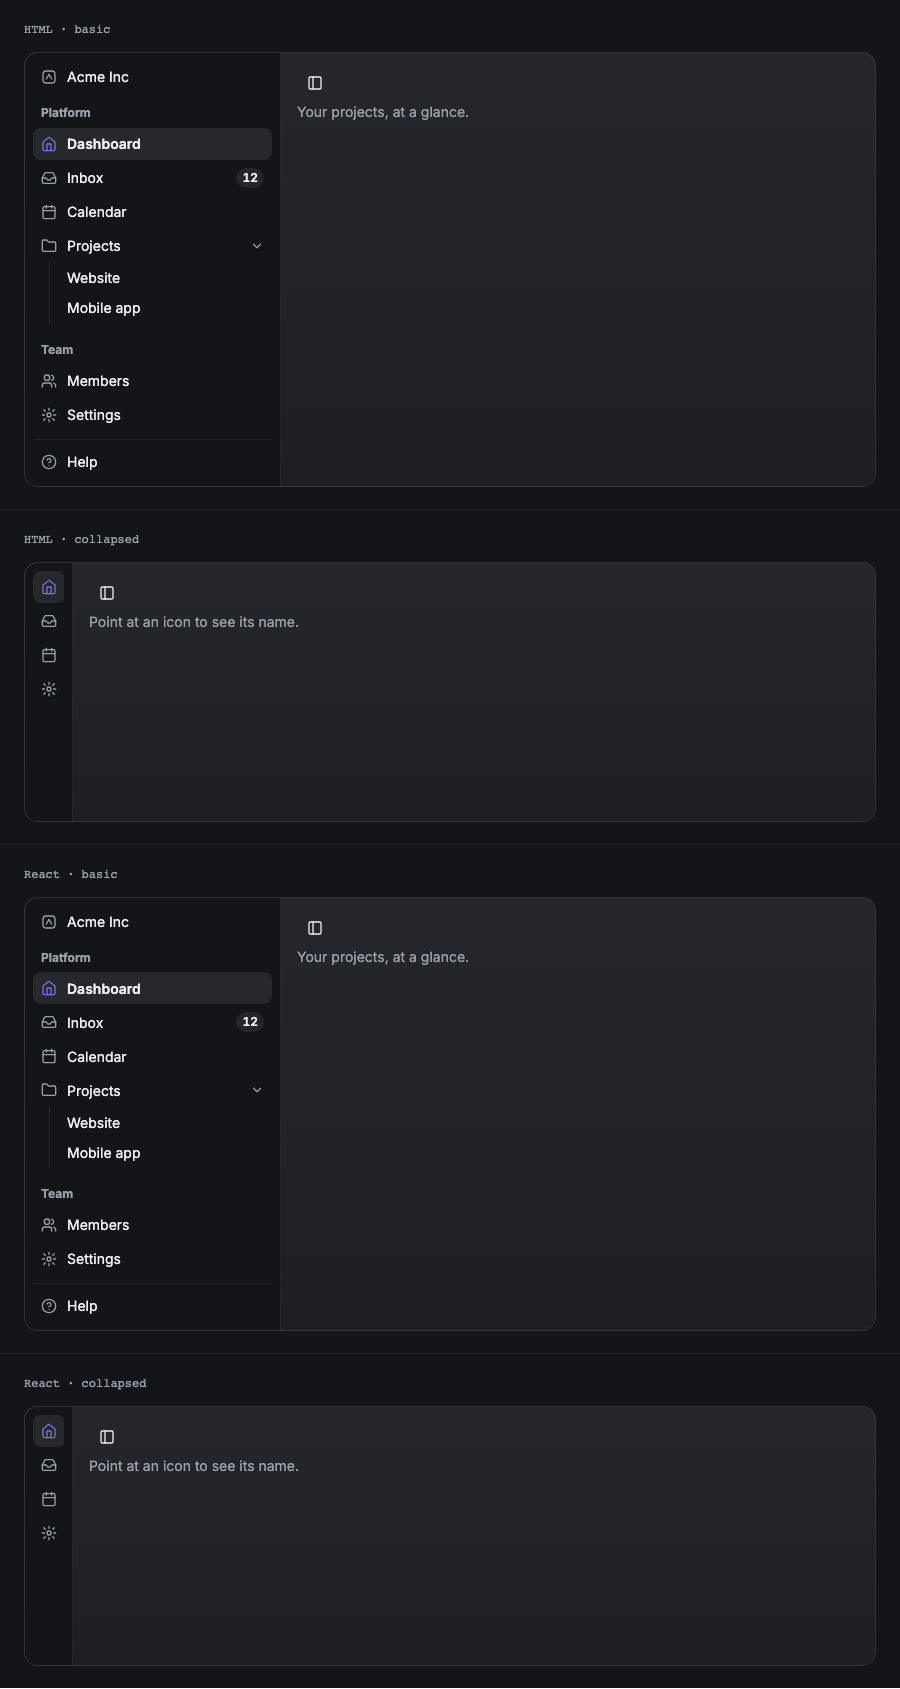 HTML · basic
Acme Inc
Platform
Dashboard
Inbox 12
Calendar
Projects
Website
Mobile app
Team
Members
Settings
Help
Your projects, at a glance.
HTML · collapsed
Point at an icon to see its name.
React · basic
Acme Inc
Platform
Dashboard
Inbox 12
Calendar
Projects
Website
Mobile app
Team
Members
Settings
Help
Your projects, at a glance.
React · collapsed
Point at an icon to see its name.